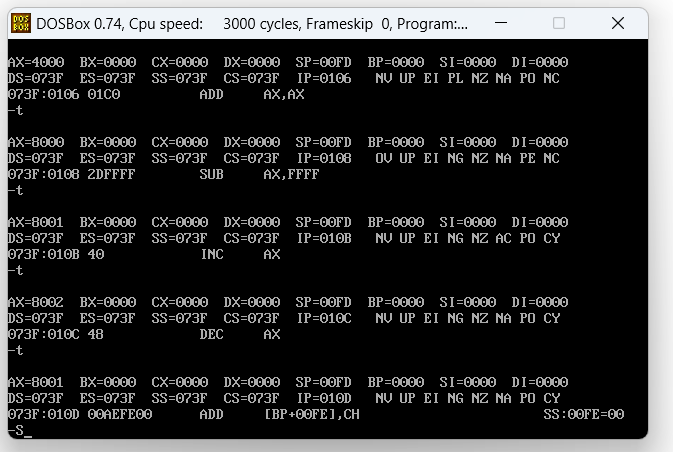 DOS BOX DOSBox 0.74, Cpu speed: 3000 cycles, Frameskip 0, Program:...
AX=4000 BX=0000 CX=0000 DX=0000 SP=00FD BP=0000 SI=0000 DI=0000
DS=073F ES=073F SS=073F CS=073F IP=0106 NV UP EI PL NZ NA PO NC
073F:0106 01C0 ADD AX,AX
-t
AX=8000 BX=0000 CX=0000 DX=0000 SP=00FD BP=0000 SI=0000 DI=0000
DS=073F ES=073F SS=073F CS=073F IP=0108 OV UP EI NG NZ NA PE NC
073F:0108 2DFFFF SUB AX,FFFF
-t
AX=8001 BX=0000 CX=0000 DX=0000 SP=00FD BP=0000 SI=0000 DI=0000
DS=073F ES=073F SS=073F CS=073F IP=010B NV UP EI NG NZ AC PO CY
073F:010B 40 INC AX
-t
AX=8002 BX=0000 CX=0000 DX=0000 SP=00FD BP=0000 SI=0000 DI=0000
DS=073F ES=073F SS=073F CS=073F IP=010C NV UP EI NG NZ NA PO CY
073F:010C 48 DEC AX
-t
AX=8001 BX=0000 CX=0000 DX=0000 SP=00FD BP=0000 SI=0000 DI=0000
DS=073F ES=073F SS=073F CS=073F IP=010D NV UP EI NG NZ NA PO CY
073F:010D 00AEFE00 ADD [BP+00FE],CH SS:00FE=00
-S_